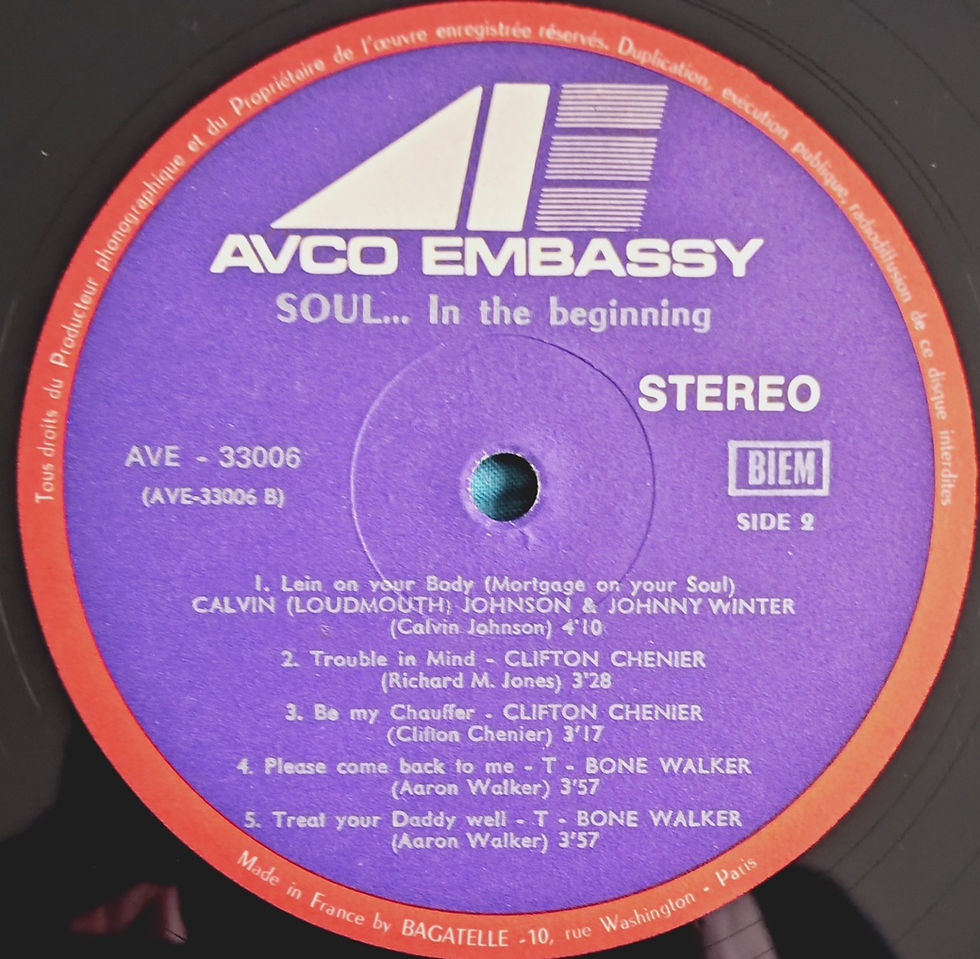 Tous droits du Producteur phonographique et du Propriétaire de l'œuvre enregistrée réservés. Duplication, exécution publique, radiodiffusion de ce disque interdites
AVCO EMBASSY
SOUL... In the beginning
STEREO
AVE - 33006
(AVE-33006 B)
BIEM
SIDE 2
1. Lein on your Body (Mortgage on your Soul)
CALVIN (LOUDMOUTH) JOHNSON & JOHNNY WINTER
(Calvin Johnson) 4'10
2. Trouble in Mind - CLIFTON CHENIER
(Richard M. Jones) 3'28
3. Be my Chauffer - CLIFTON CHENIER
(Clifton Chenier) 3'17
4. Please come back to me - T - BONE WALKER
(Aaron Walker) 3'57
5. Treat your Daddy well - T - BONE WALKER
(Aaron Walker) 3'57
Made in France by BAGATELLE -10, rue Washington - Paris